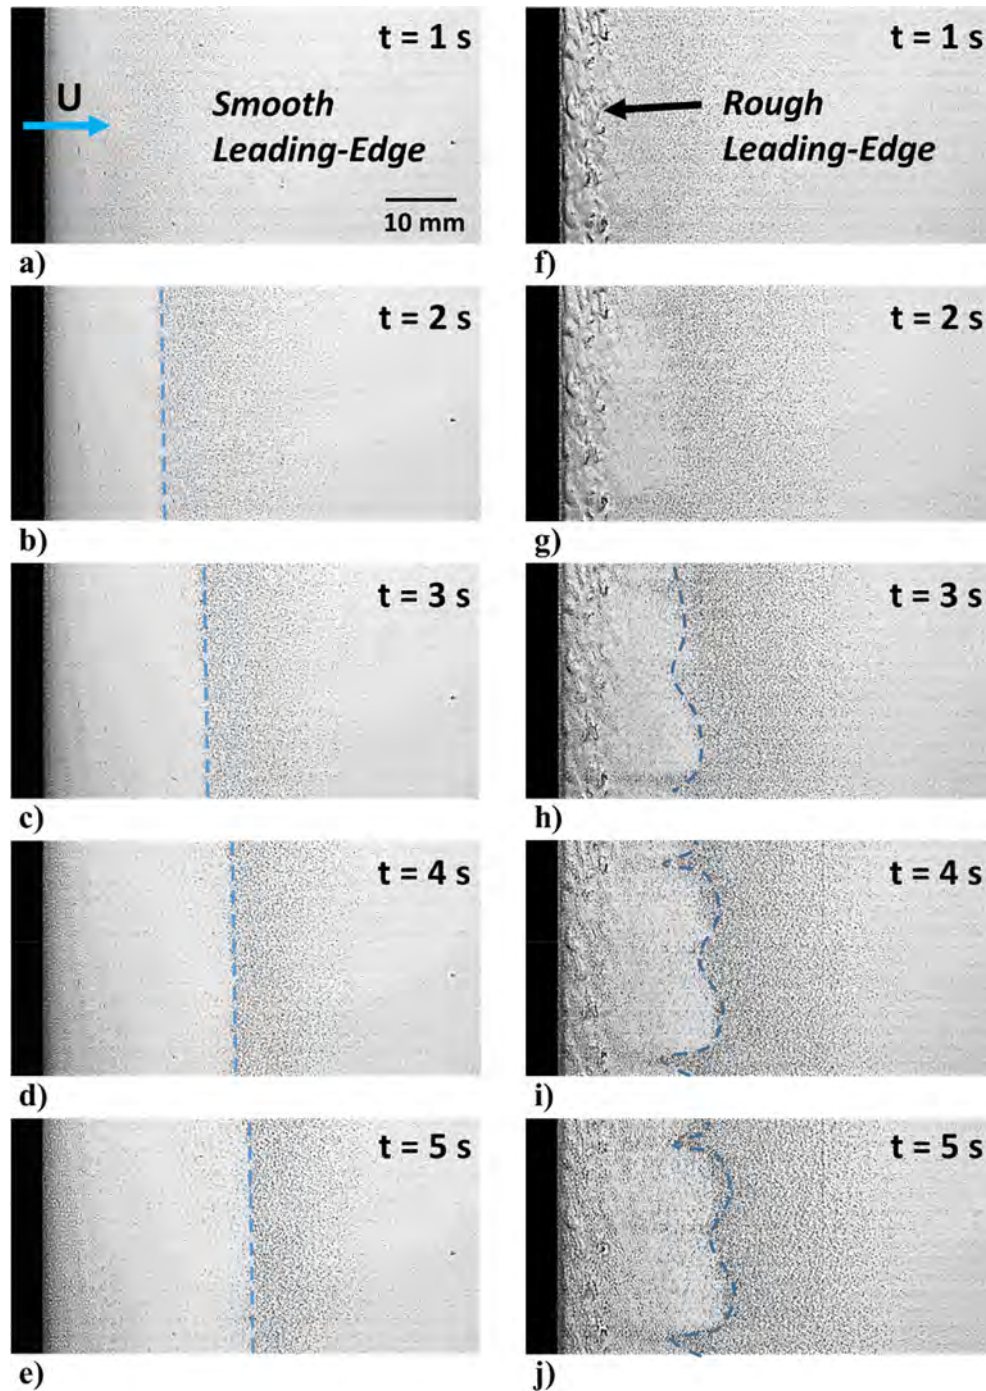 t = 1 s
U
Smooth
Leading-Edge
10 mm
a)
t = 2 s
b)
t = 3 s
c)
t = 4 s
d)
t = 5 s
e)
t = 1 s
Rough
Leading-Edge
f)
t = 2 s
g)
t = 3 s
h)
t = 4 s
i)
t = 5 s
j)